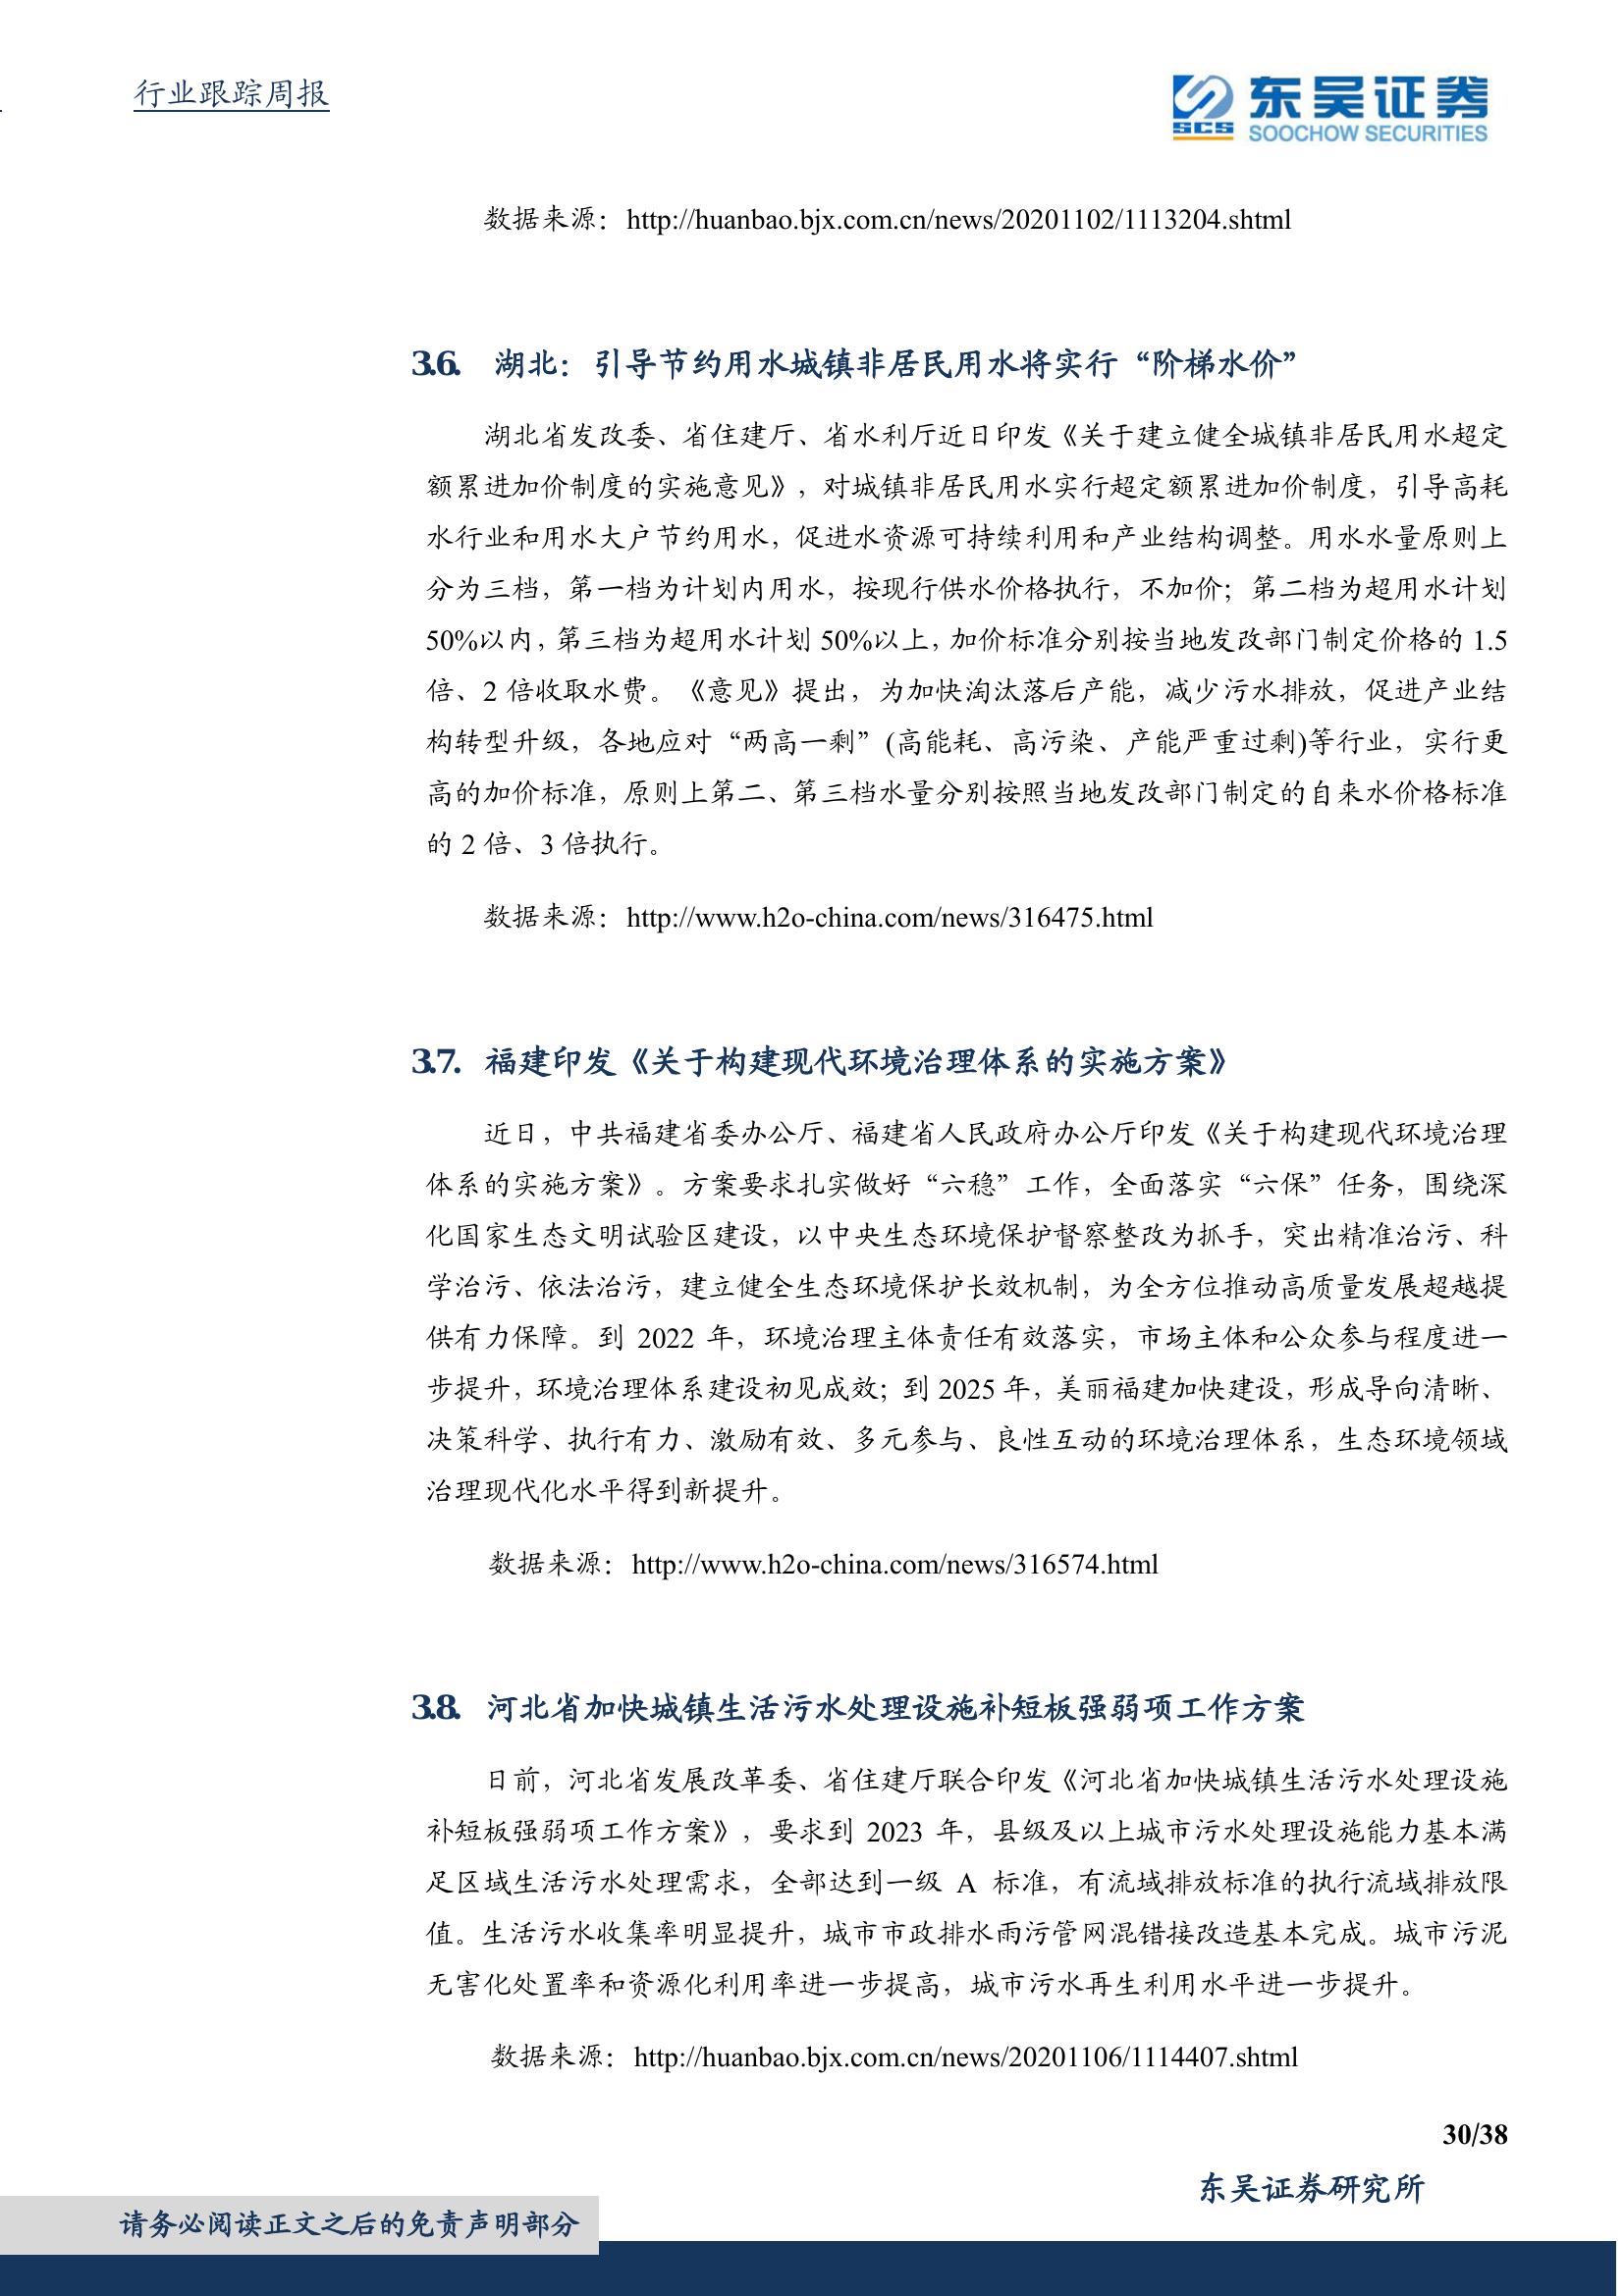 行业跟踪周报
东吴证券
SCS
SOOCHOW SECURITIES
数据来源：http://huanbao.bjx.com.cn/news/20201102/1113204.shtml
3.6. 湖北：引导节约用水城镇非居民用水将实行“阶梯水价”
湖北省发改委、省住建厅、省水利厅近日印发《关于建立健全城镇非居民用水超定
额累进加价制度的实施意见》，对城镇非居民用水实行超定额累进加价制度，引导高耗
水行业和用水大户节约用水，促进水资源可持续利用和产业结构调整。用水水量原则上
分为三档，第一档为计划内用水，按现行供水价格执行，不加价；第二档为超用水计划
50%以内，第三档为超用水计划 50%以上，加价标准分别按当地发改部门制定价格的 1.5
倍、2 倍收取水费。《意见》提出，为加快淘汰落后产能，减少污水排放，促进产业结
构转型升级，各地应对“两高一剩”(高能耗、高污染、产能严重过剩)等行业，实行更
高的加价标准，原则上第二、第三档水量分别按照当地发改部门制定的自来水价格标准
的 2 倍、3 倍执行。
数据来源：http://www.h2o-china.com/news/316475.html
3.7. 福建印发《关于构建现代环境治理体系的实施方案》
近日，中共福建省委办公厅、福建省人民政府办公厅印发《关于构建现代环境治理
体系的实施方案》。方案要求扎实做好“六稳”工作，全面落实“六保”任务，围绕深
化国家生态文明试验区建设，以中央生态环境保护督察整改为抓手，突出精准治污、科
学治污、依法治污，建立健全生态环境保护长效机制，为全方位推动高质量发展超越提
供有力保障。到 2022 年，环境治理主体责任有效落实，市场主体和公众参与程度进一
步提升，环境治理体系建设初见成效；到 2025 年，美丽福建加快建设，形成导向清晰、
决策科学、执行有力、激励有效、多元参与、良性互动的环境治理体系，生态环境领域
治理现代化水平得到新提升。
数据来源：http://www.h2o-china.com/news/316574.html
3.8. 河北省加快城镇生活污水处理设施补短板强弱项工作方案
日前，河北省发展改革委、省住建厅联合印发《河北省加快城镇生活污水处理设施
补短板强弱项工作方案》，要求到 2023 年，县级及以上城市污水处理设施能力基本满
足区域生活污水处理需求，全部达到一级 A 标准，有流域排放标准的执行流域排放限
值。生活污水收集率明显提升，城市市政排水雨污管网混错接改造基本完成。城市污泥
无害化处置率和资源化利用率进一步提高，城市污水再生利用水平进一步提升。
数据来源：http://huanbao.bjx.com.cn/news/20201106/1114407.shtml
30/38
东吴证券研究所
请务必阅读正文之后的免责声明部分